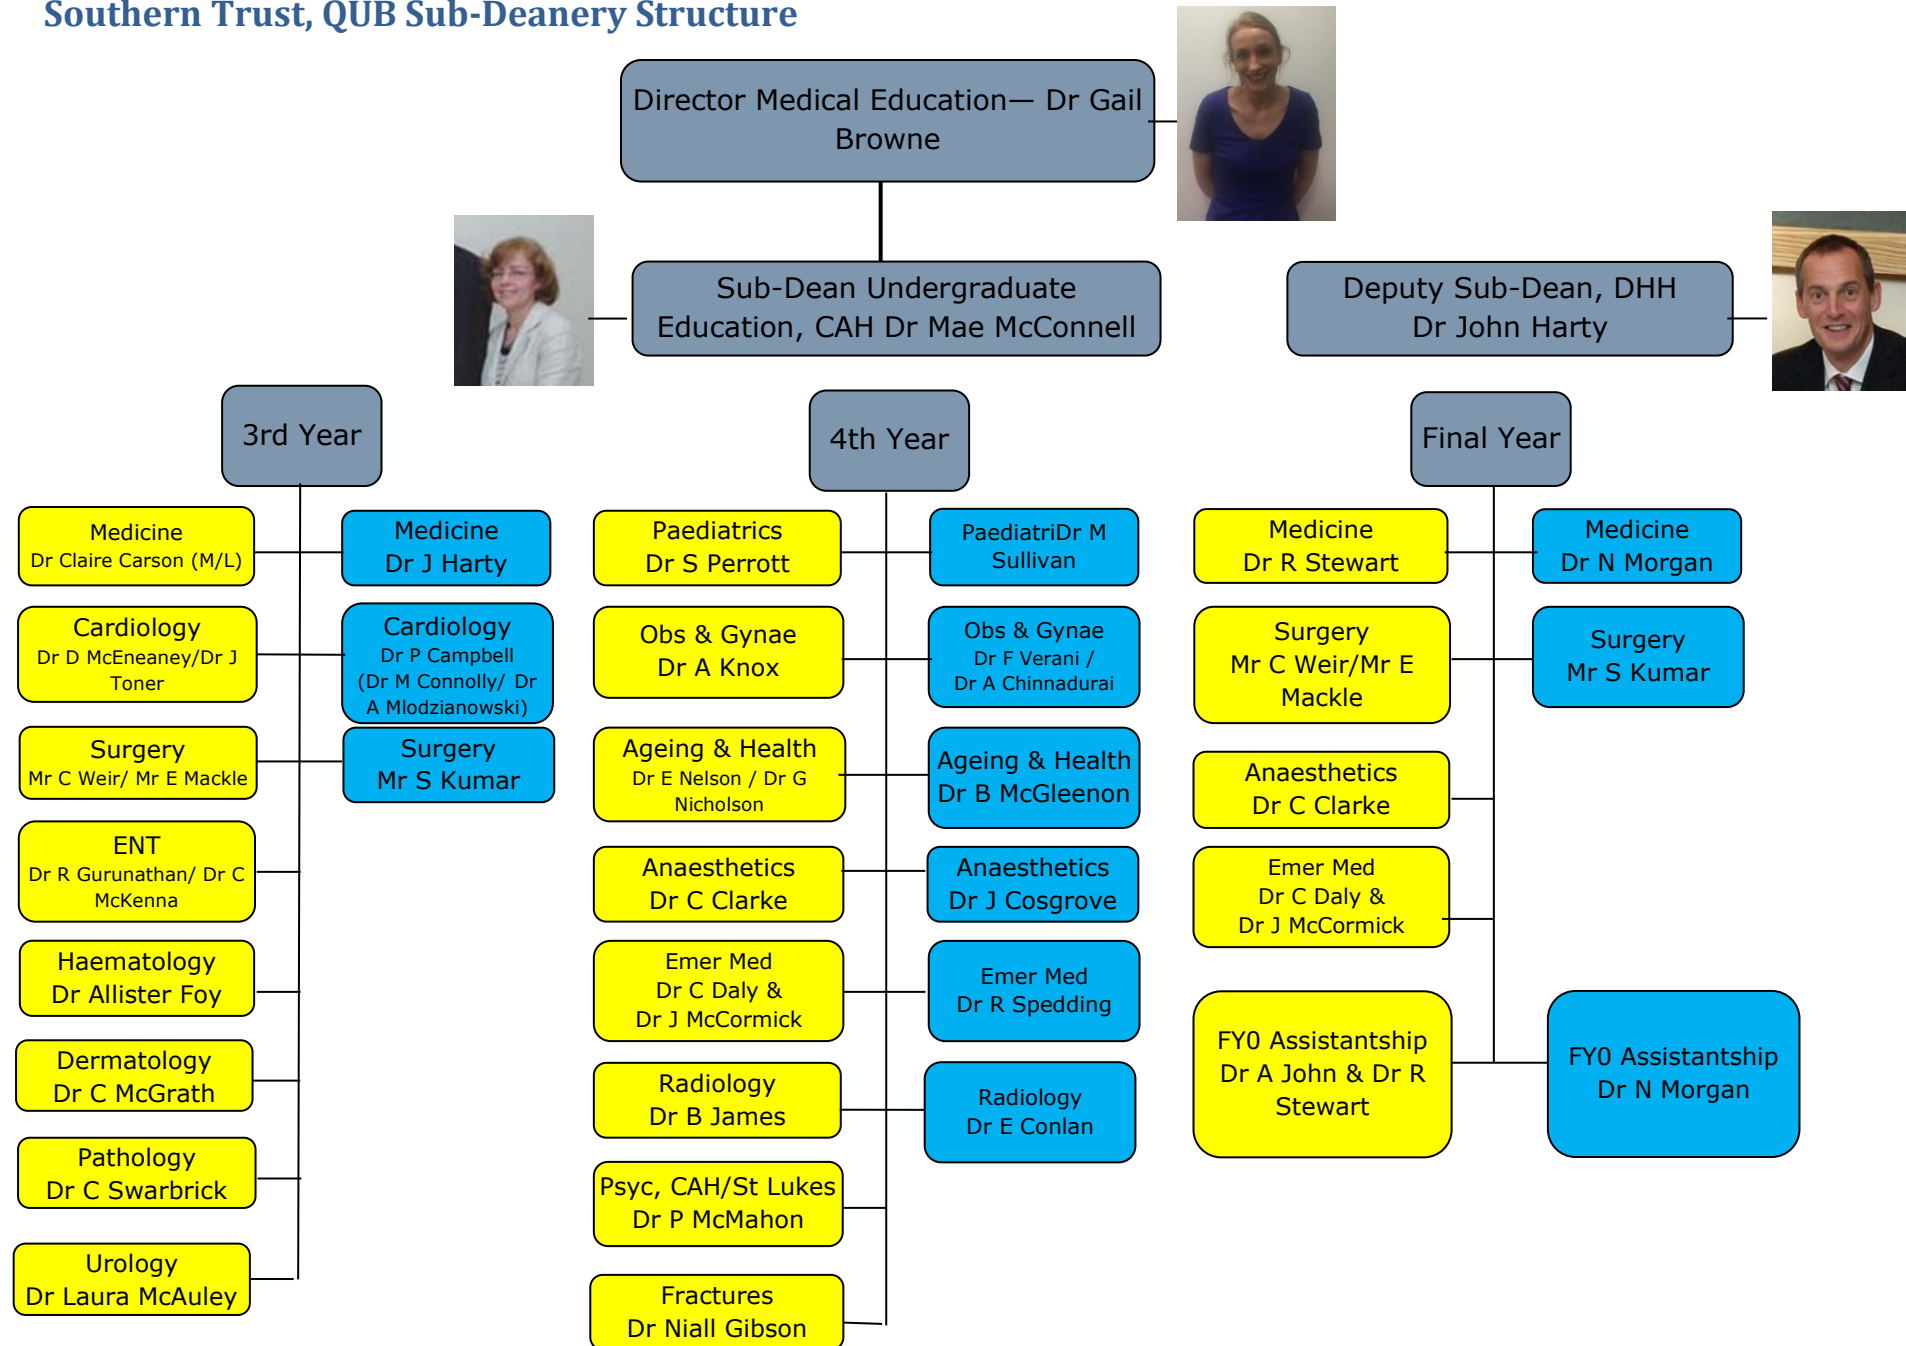 Southern Trust, QUB Sub-Deanery Structure
Director Medical Education— Dr Gail
Browne
Sub-Dean Undergraduate
Education, CAH Dr Mae McConnell
Deputy Sub-Dean, DHH
Dr John Harty
3rd Year
Medicine
Dr Claire Carson (M/L)
Medicine
Dr J Harty
Cardiology
Dr D McEneaney/Dr J
Toner
Cardiology
Dr P Campbell
(Dr M Connolly/ Dr
A Mlodzianowski)
Surgery
Mr C Weir/ Mr E Mackle
Surgery
Mr S Kumar
ENT
Dr R Gurunathan/ Dr C
McKenna
Haematology
Dr Allister Foy
Dermatology
Dr C McGrath
Pathology
Dr C Swarbrick
Urology
Dr Laura McAuley
4th Year
Paediatrics
Dr S Perrott
PaediatriDr M
Sullivan
Obs & Gynae
Dr A Knox
Obs & Gynae
Dr F Verani /
Dr A Chinnadurai
Ageing & Health
Dr E Nelson / Dr G
Nicholson
Ageing & Health
Dr B McGleenon
Anaesthetics
Dr C Clarke
Anaesthetics
Dr J Cosgrove
Emer Med
Dr C Daly &
Dr J McCormick
Emer Med
Dr R Spedding
Radiology
Dr B James
Radiology
Dr E Conlan
Psyc, CAH/St Lukes
Dr P McMahon
Fractures
Dr Niall Gibson
Final Year
Medicine
Dr R Stewart
Medicine
Dr N Morgan
Surgery
Mr C Weir/Mr E
Mackle
Surgery
Mr S Kumar
Anaesthetics
Dr C Clarke
Emer Med
Dr C Daly &
Dr J McCormick
FY0 Assistantship
Dr A John & Dr R
Stewart
FY0 Assistantship
Dr N Morgan